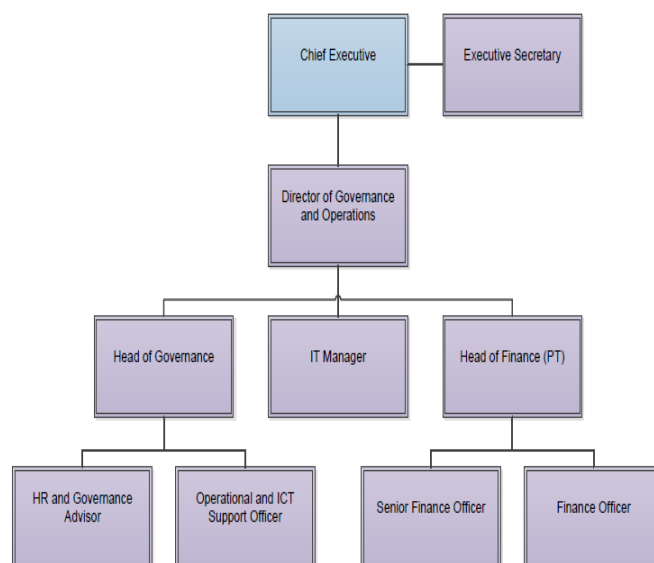 Chief Executive
Executive Secretary
Director of Governance
and Operations
Head of Governance
IT Manager
Head of Finance (PT)
HR and Governance
Advisor
Operational and ICT
Support Officer
Senior Finance Officer
Finance Officer